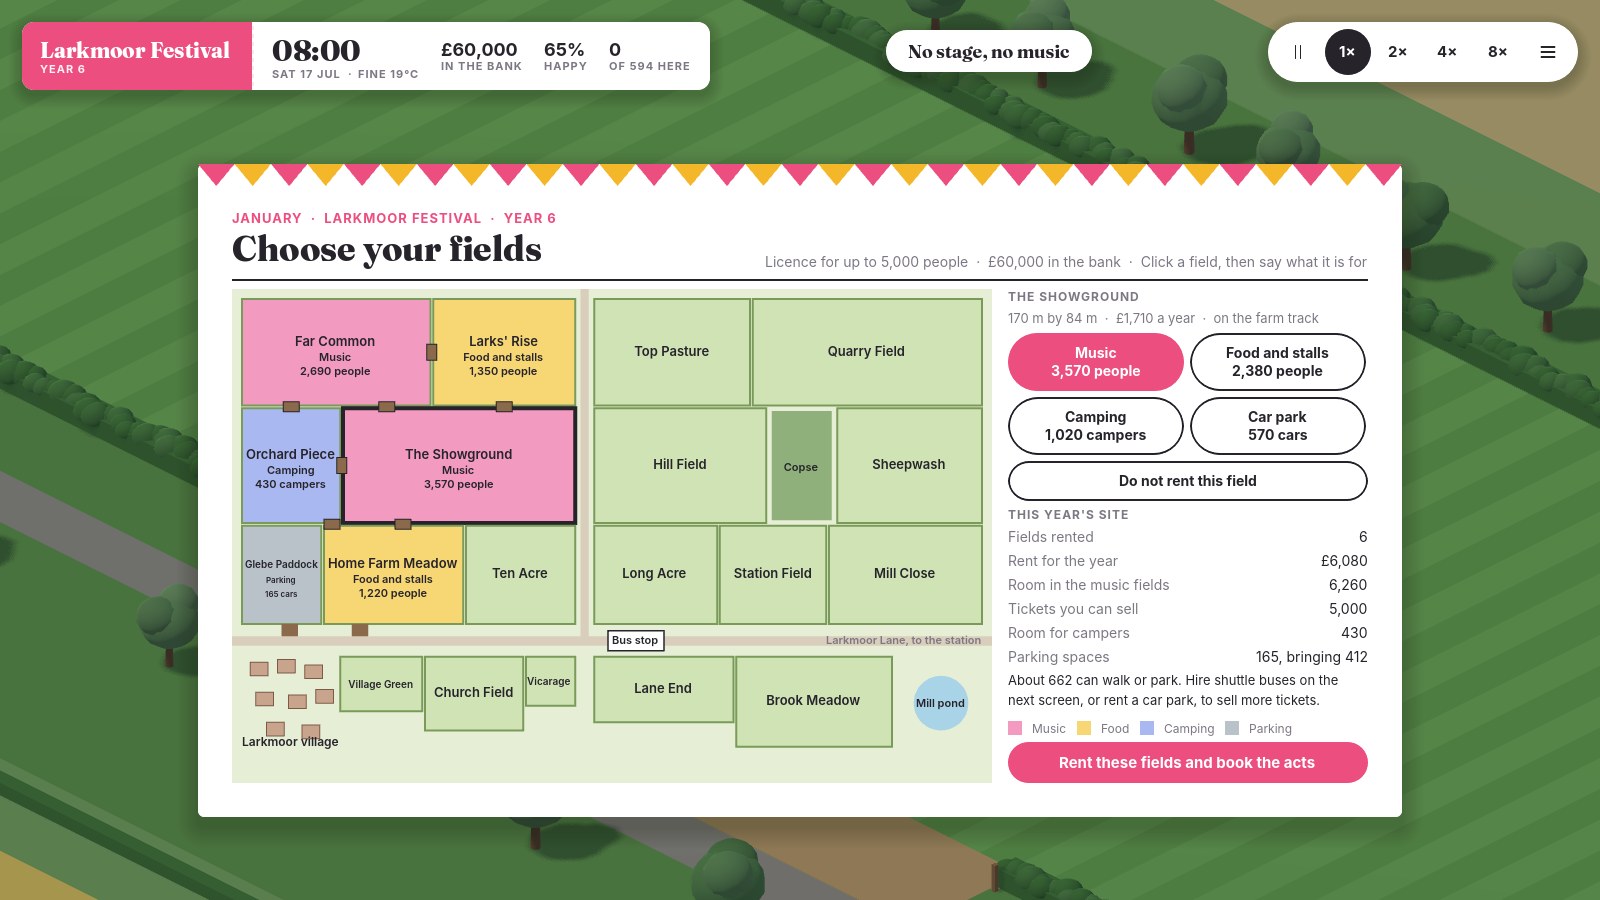 Larkmoor Festival
YEAR 6
08:00
SAT 17 JUL · FINE 19°C
£60,000
IN THE BANK
65%
HAPPY
0
OF 594 HERE
No stage, no music
1×
2×
4×
8×
JANUARY · LARKMOOR FESTIVAL · YEAR 6
Choose your fields
Licence for up to 5,000 people · £60,000 in the bank · Click a field, then say what it is for
Far Common
Music
2,690 people
Larks' Rise
Food and stalls
1,350 people
Top Pasture
Quarry Field
Orchard Piece
Camping
430 campers
The Showground
Music
3,570 people
Hill Field
Copse
Sheepwash
Glebe Paddock
Parking
165 cars
Home Farm Meadow
Food and stalls
1,220 people
Ten Acre
Long Acre
Station Field
Mill Close
Bus stop
Larkmoor Lane, to the station
Village Green
Church Field
Vicarage
Lane End
Brook Meadow
Mill pond
Larkmoor village
THE SHOWGROUND
170 m by 84 m · £1,710 a year · on the farm track
Music
3,570 people
Food and stalls
2,380 people
Camping
1,020 campers
Car park
570 cars
Do not rent this field
THIS YEAR'S SITE
Fields rented 6
Rent for the year £6,080
Room in the music fields 6,260
Tickets you can sell 5,000
Room for campers 430
Parking spaces 165, bringing 412
About 662 can walk or park. Hire shuttle buses on the
next screen, or rent a car park, to sell more tickets.
Music Food Camping Parking
Rent these fields and book the acts